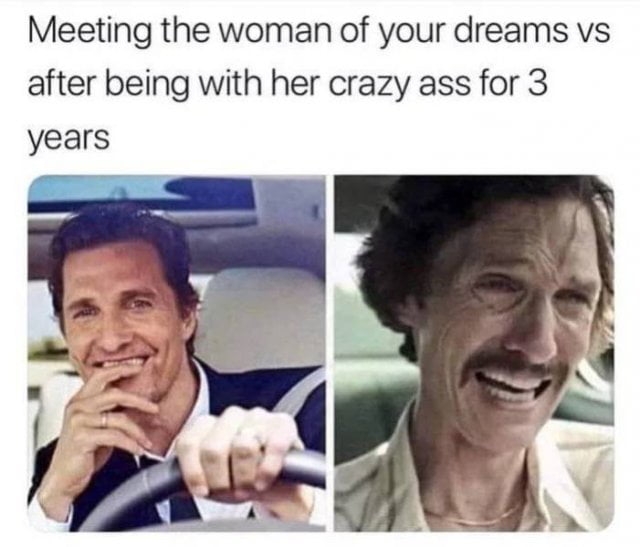 Meeting the woman of your dreams vs
after being with her crazy ass for 3
years